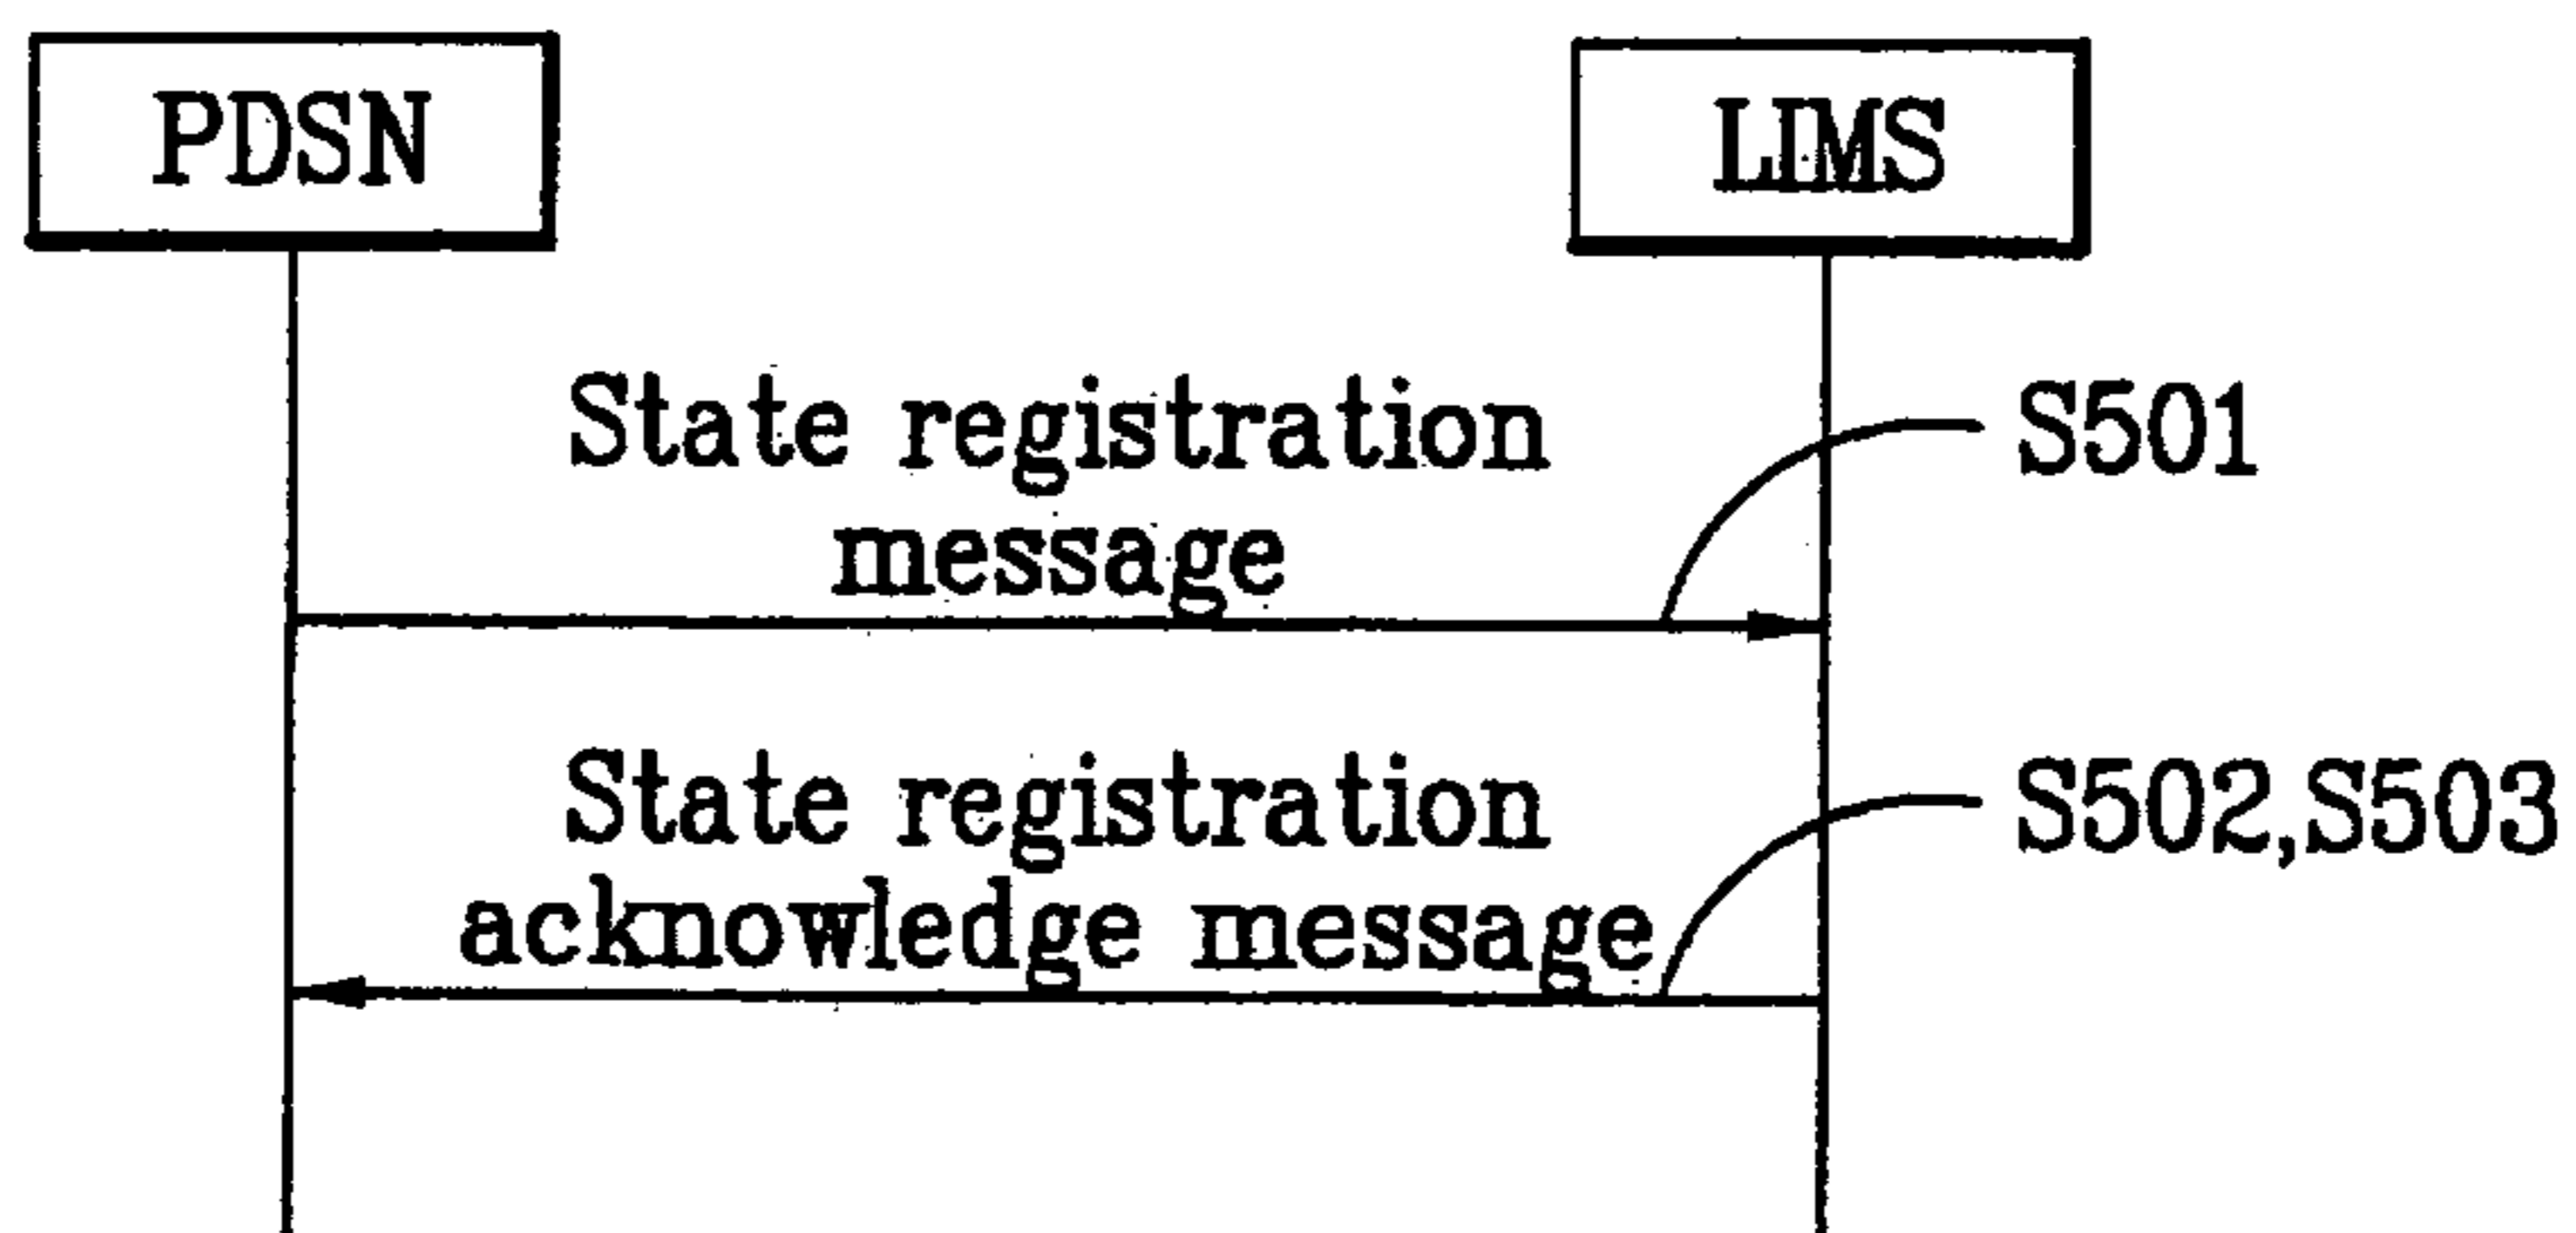 PDSN
LIMS
State registration
message
S501
State registration
acknowledge message
S502,S503